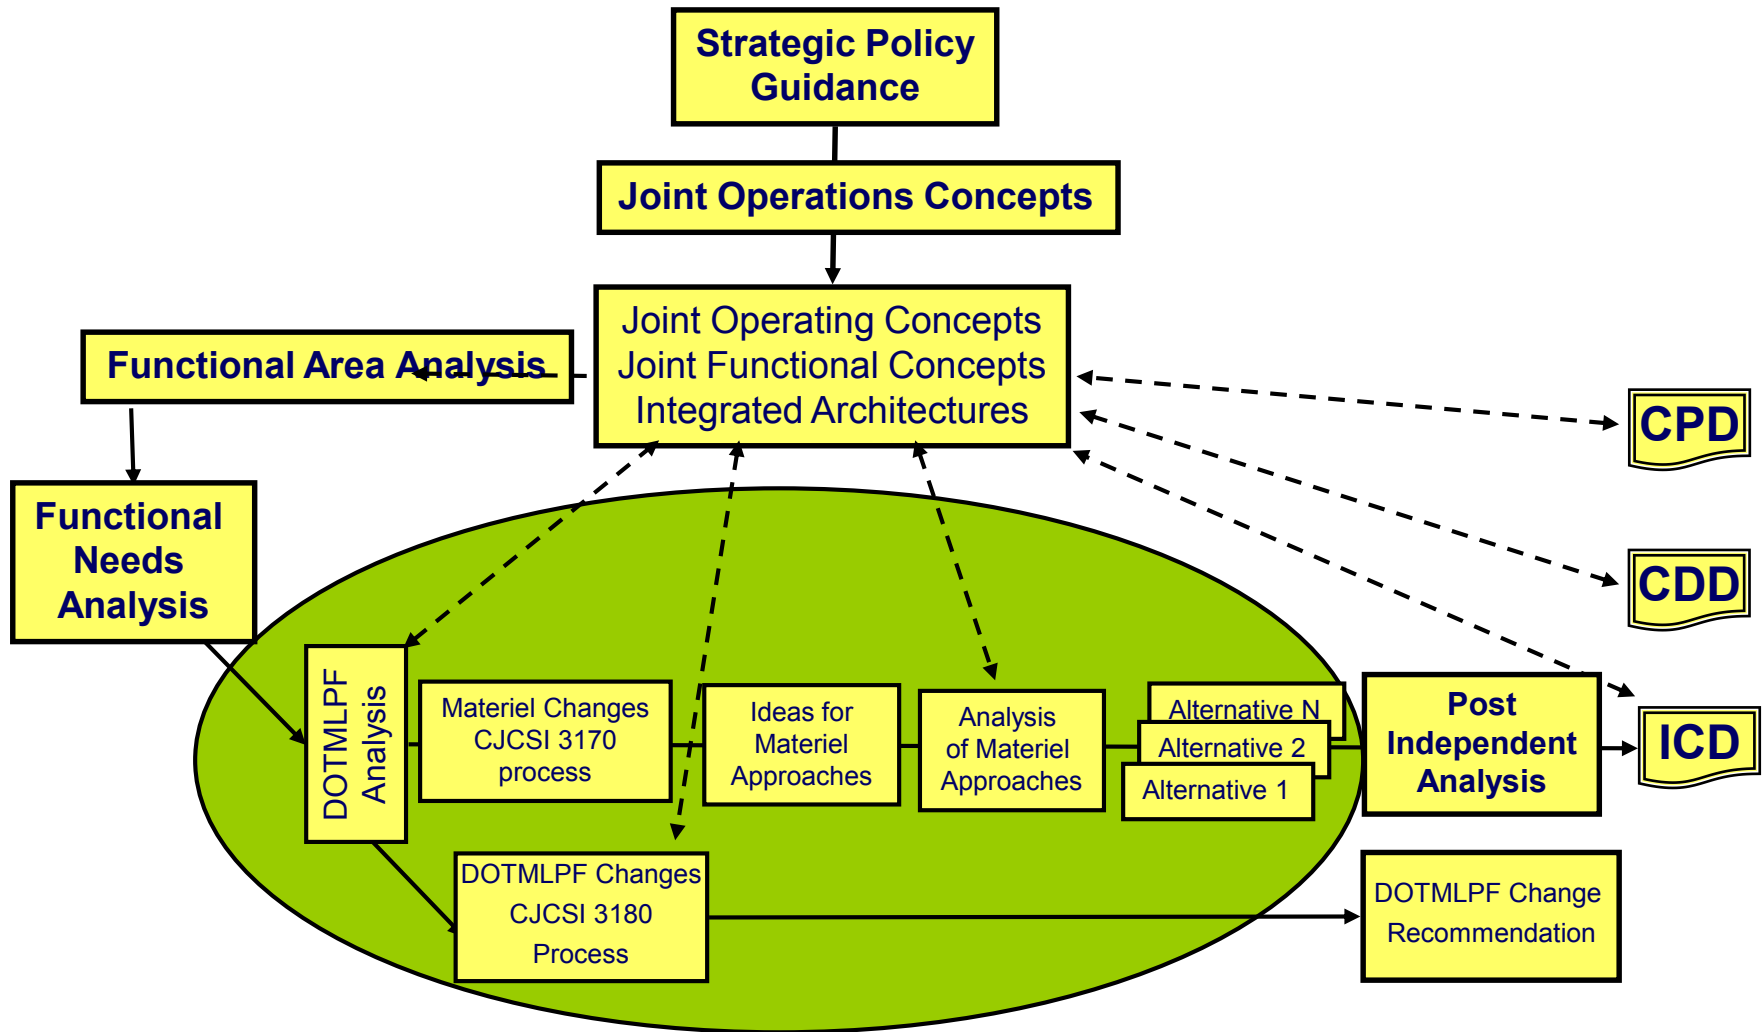 Strategic Policy
Guidance
Joint Operations Concepts
Joint Operating Concepts
Joint Functional Concepts
Integrated Architectures
Functional Area Analysis
Functional
Needs
Analysis
CPD
CDD
ICD
DOTMLPF
Analysis
Materiel Changes
CJCSI 3170
process
Ideas for
Materiel
Approaches
Analysis
of Materiel
Approaches
Alternative N
Alternative 2
Alternative 1
Post
Independent
Analysis
DOTMLPF Changes
CJCSI 3180
Process
DOTMLPF Change
Recommendation